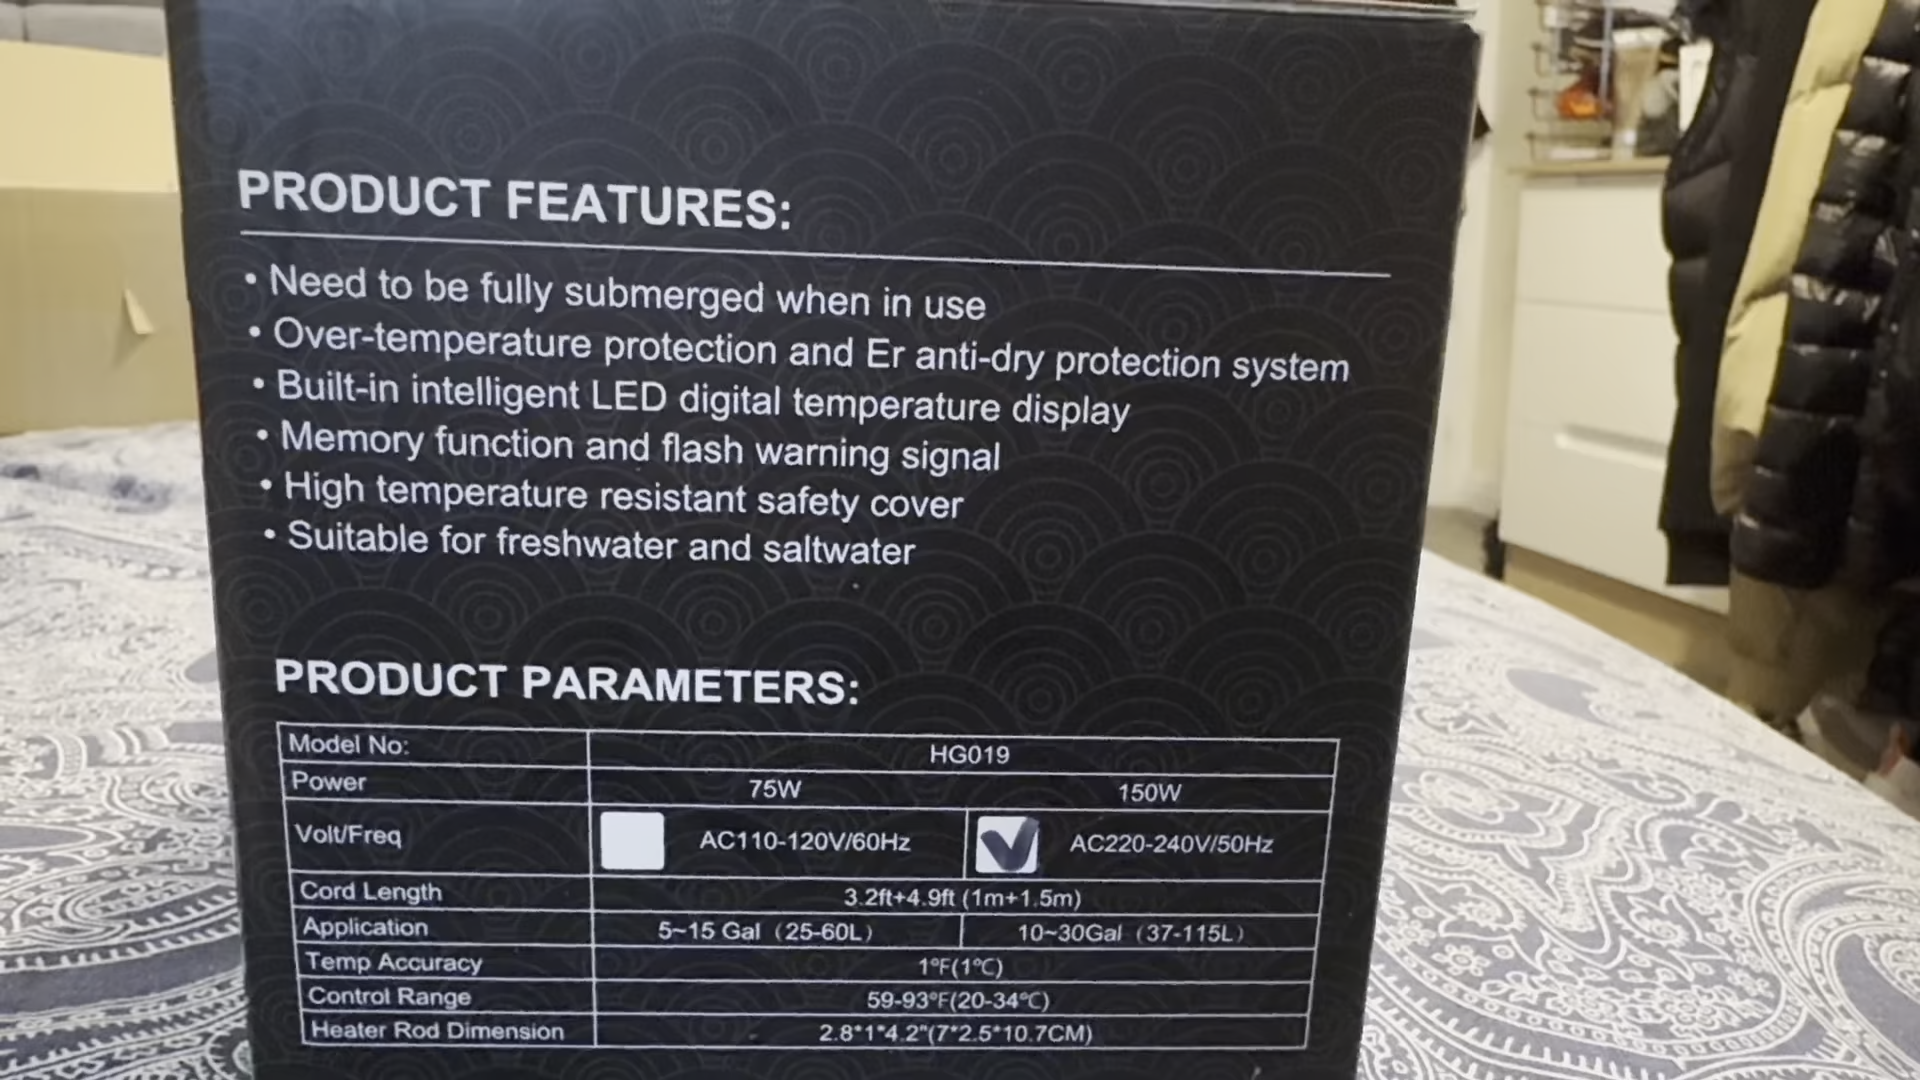 PRODUCT FEATURES:
• Need to be fully submerged when in use
• Over-temperature protection and Er anti-dry protection system
• Built-in intelligent LED digital temperature display
• Memory function and flash warning signal
• High temperature resistant safety cover
• Suitable for freshwater and saltwater
PRODUCT PARAMETERS:
Model No: HG019
Power 75W 150W
Volt/Freq AC110-120V/60Hz AC220-240V/50Hz
Cord Length 3.2ft+4.9ft (1m+1.5m)
Application 5~15 Gal (25-60L) 10~30Gal (37-115L)
Temp Accuracy 1°F(1°C)
Control Range 59-93°F(20-34°C)
Heater Rod Dimension 2.8*1*4.2"(7*2.5*10.7CM)